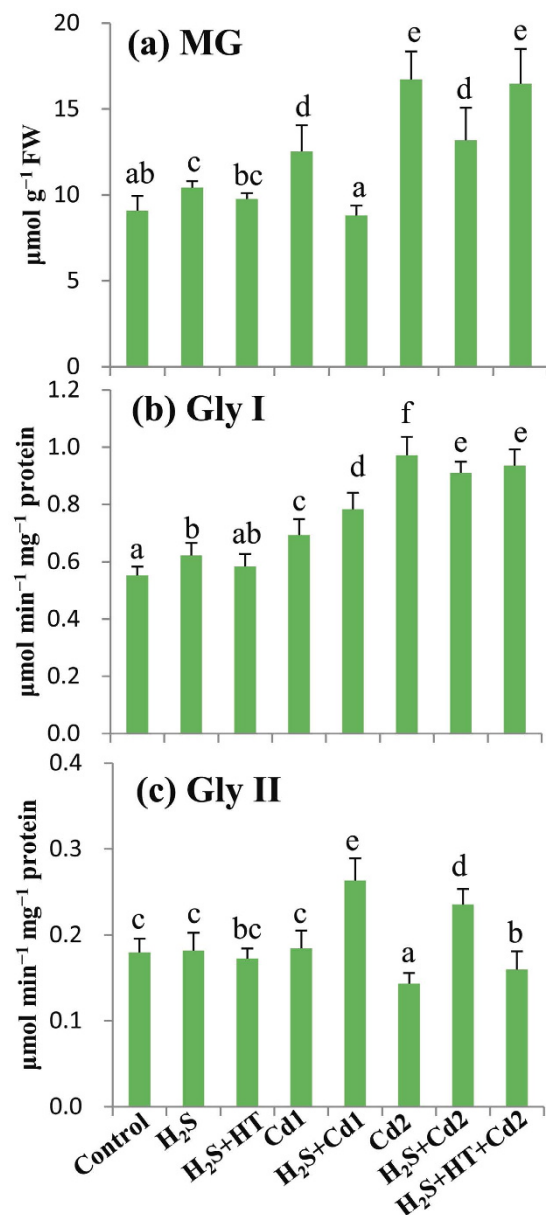 (a) MG
20
15
10
5
0
μmol g⁻¹ FW
ab
c
bc
d
a
e
d
e
(b) Gly I
1.2
1.0
0.8
0.6
0.4
0.2
0.0
μmol min⁻¹ mg⁻¹ protein
a
b
ab
c
d
f
e
e
(c) Gly II
0.4
0.3
0.2
0.1
0.0
μmol min⁻¹ mg⁻¹ protein
c
c
bc
c
e
a
d
b
Control
H₂S
H₂S+HT
Cd1
H₂S+Cd1
Cd2
H₂S+Cd2
H₂S+HT+Cd2